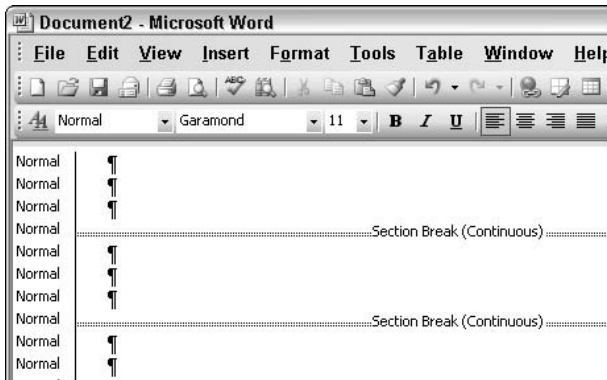 Document2 - Microsoft Word
File Edit View Insert Format Tools Table Window Help
ABC
Normal Garamond 11 B I U
Normal ¶
Normal ¶
Normal ¶
Normal Section Break (Continuous)
Normal ¶
Normal ¶
Normal ¶
Normal Section Break (Continuous)
Normal ¶
Normal ¶